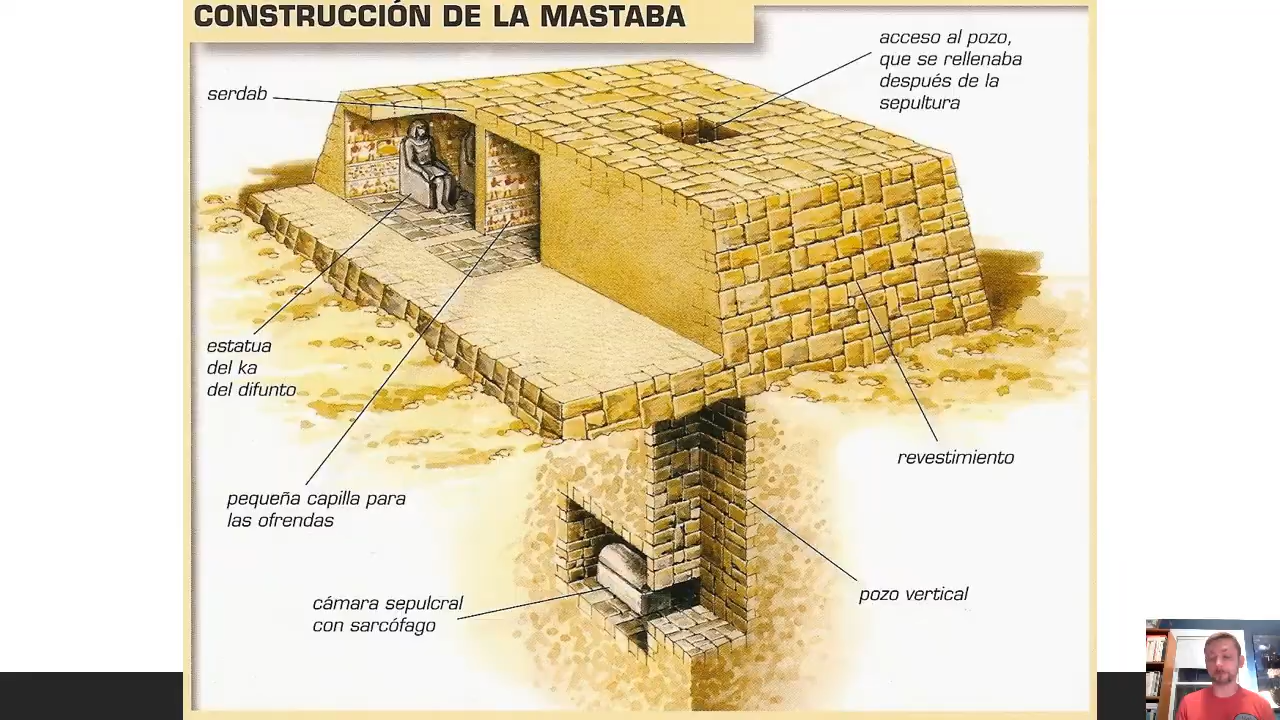 CONSTRUCCIÓN DE LA MASTABA
acceso al pozo,
que se rellenaba
después de la
sepultura
serdab
estatua
del ka
del difunto
revestimiento
pequeña capilla para
las ofrendas
pozo vertical
cámara sepulcral
con sarcófago